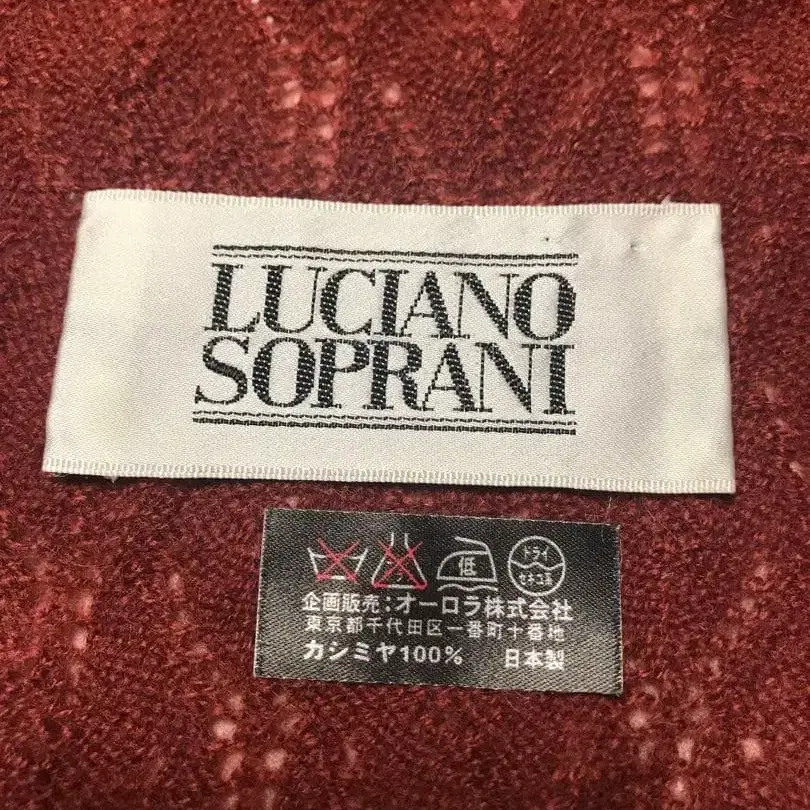 LUCIANO
SOPRANI
低
ドライ
セキユ系
企画販売：オーロラ株式会社
東京都千代田区一番町十番地
カシミヤ100% 日本製